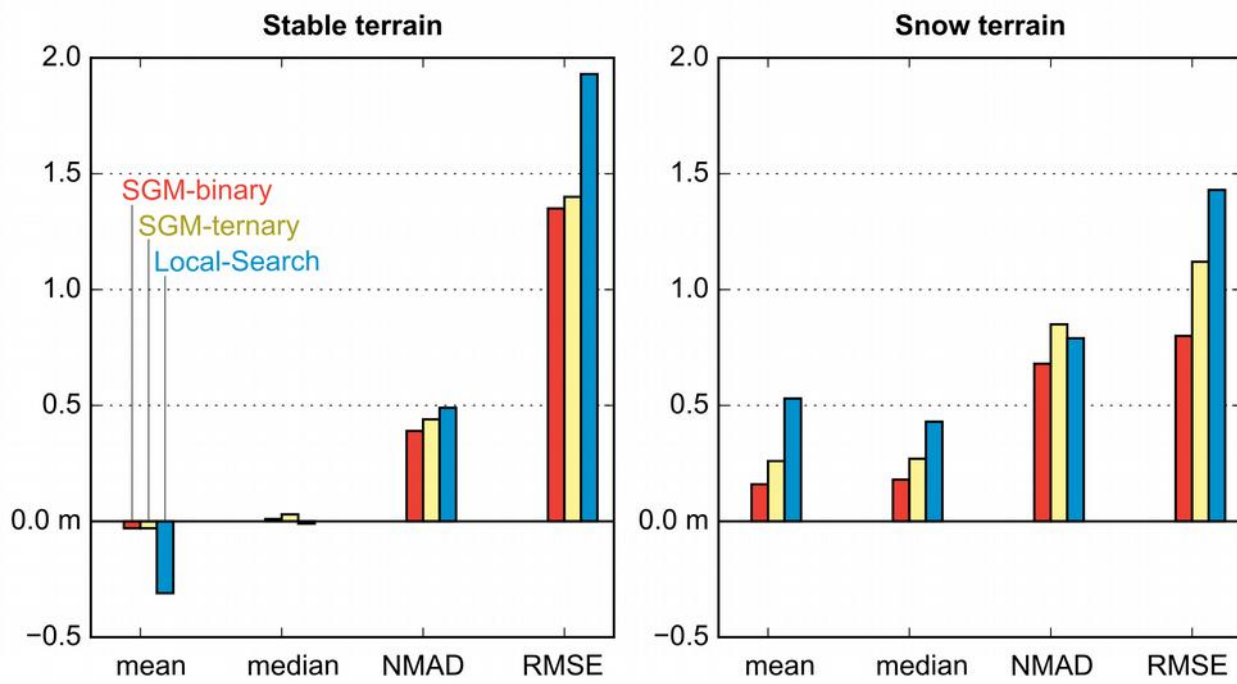 Stable terrain
2.0
1.5
SGM-binary
SGM-ternary
Local-Search
1.0
0.5
0.0 m
−0.5
mean median NMAD RMSE
Snow terrain
2.0
1.5
1.0
0.5
0.0 m
−0.5
mean median NMAD RMSE